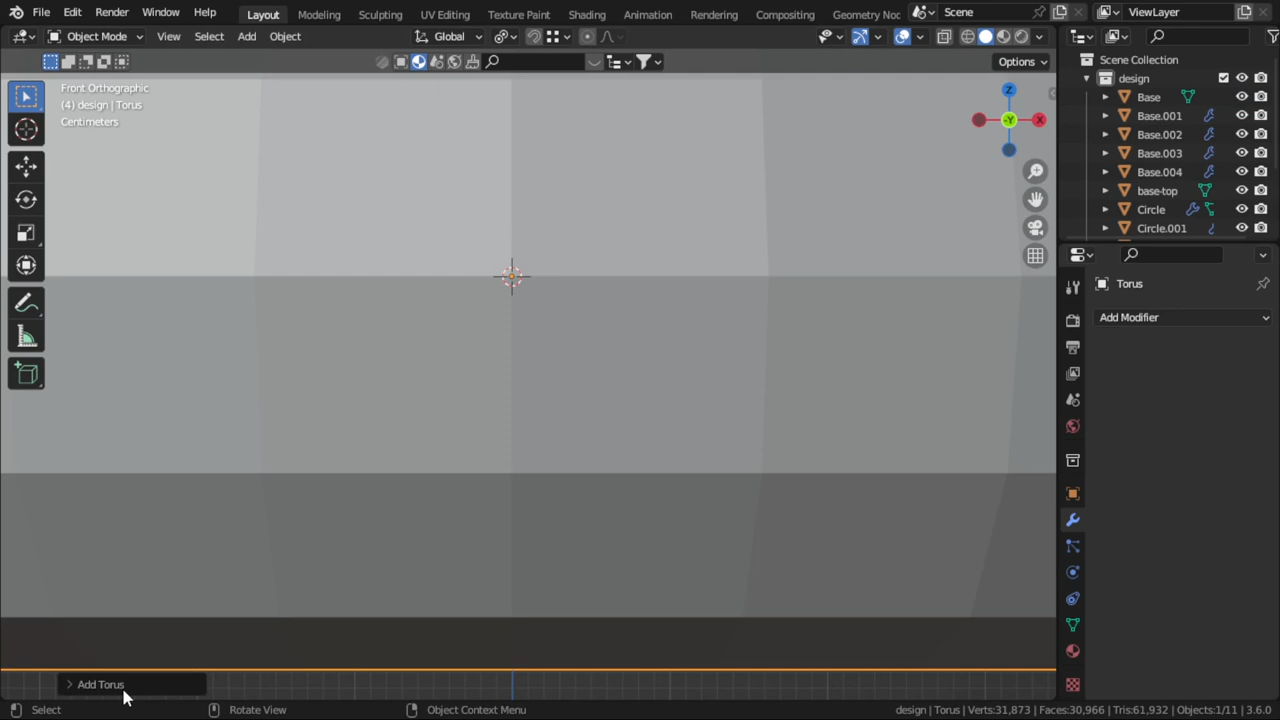 File Edit Render Window Help Layout Modeling Sculpting UV Editing Texture Paint Shading Animation Rendering Compositing Geometry Noc Scene ViewLayer
Object Mode View Select Add Object Global
Options
Front Orthographic
(4) design | Torus
Centimeters
Z
-Y
X
Scene Collection
design
Base
Base.001
Base.002
Base.003
Base.004
base-top
Circle
Circle.001
Torus
Add Modifier
Add Torus
Select Rotate View Object Context Menu design | Torus | Verts:31,873 | Faces:30,966 | Tris:61,932 | Objects:1/11 | 3.6.0